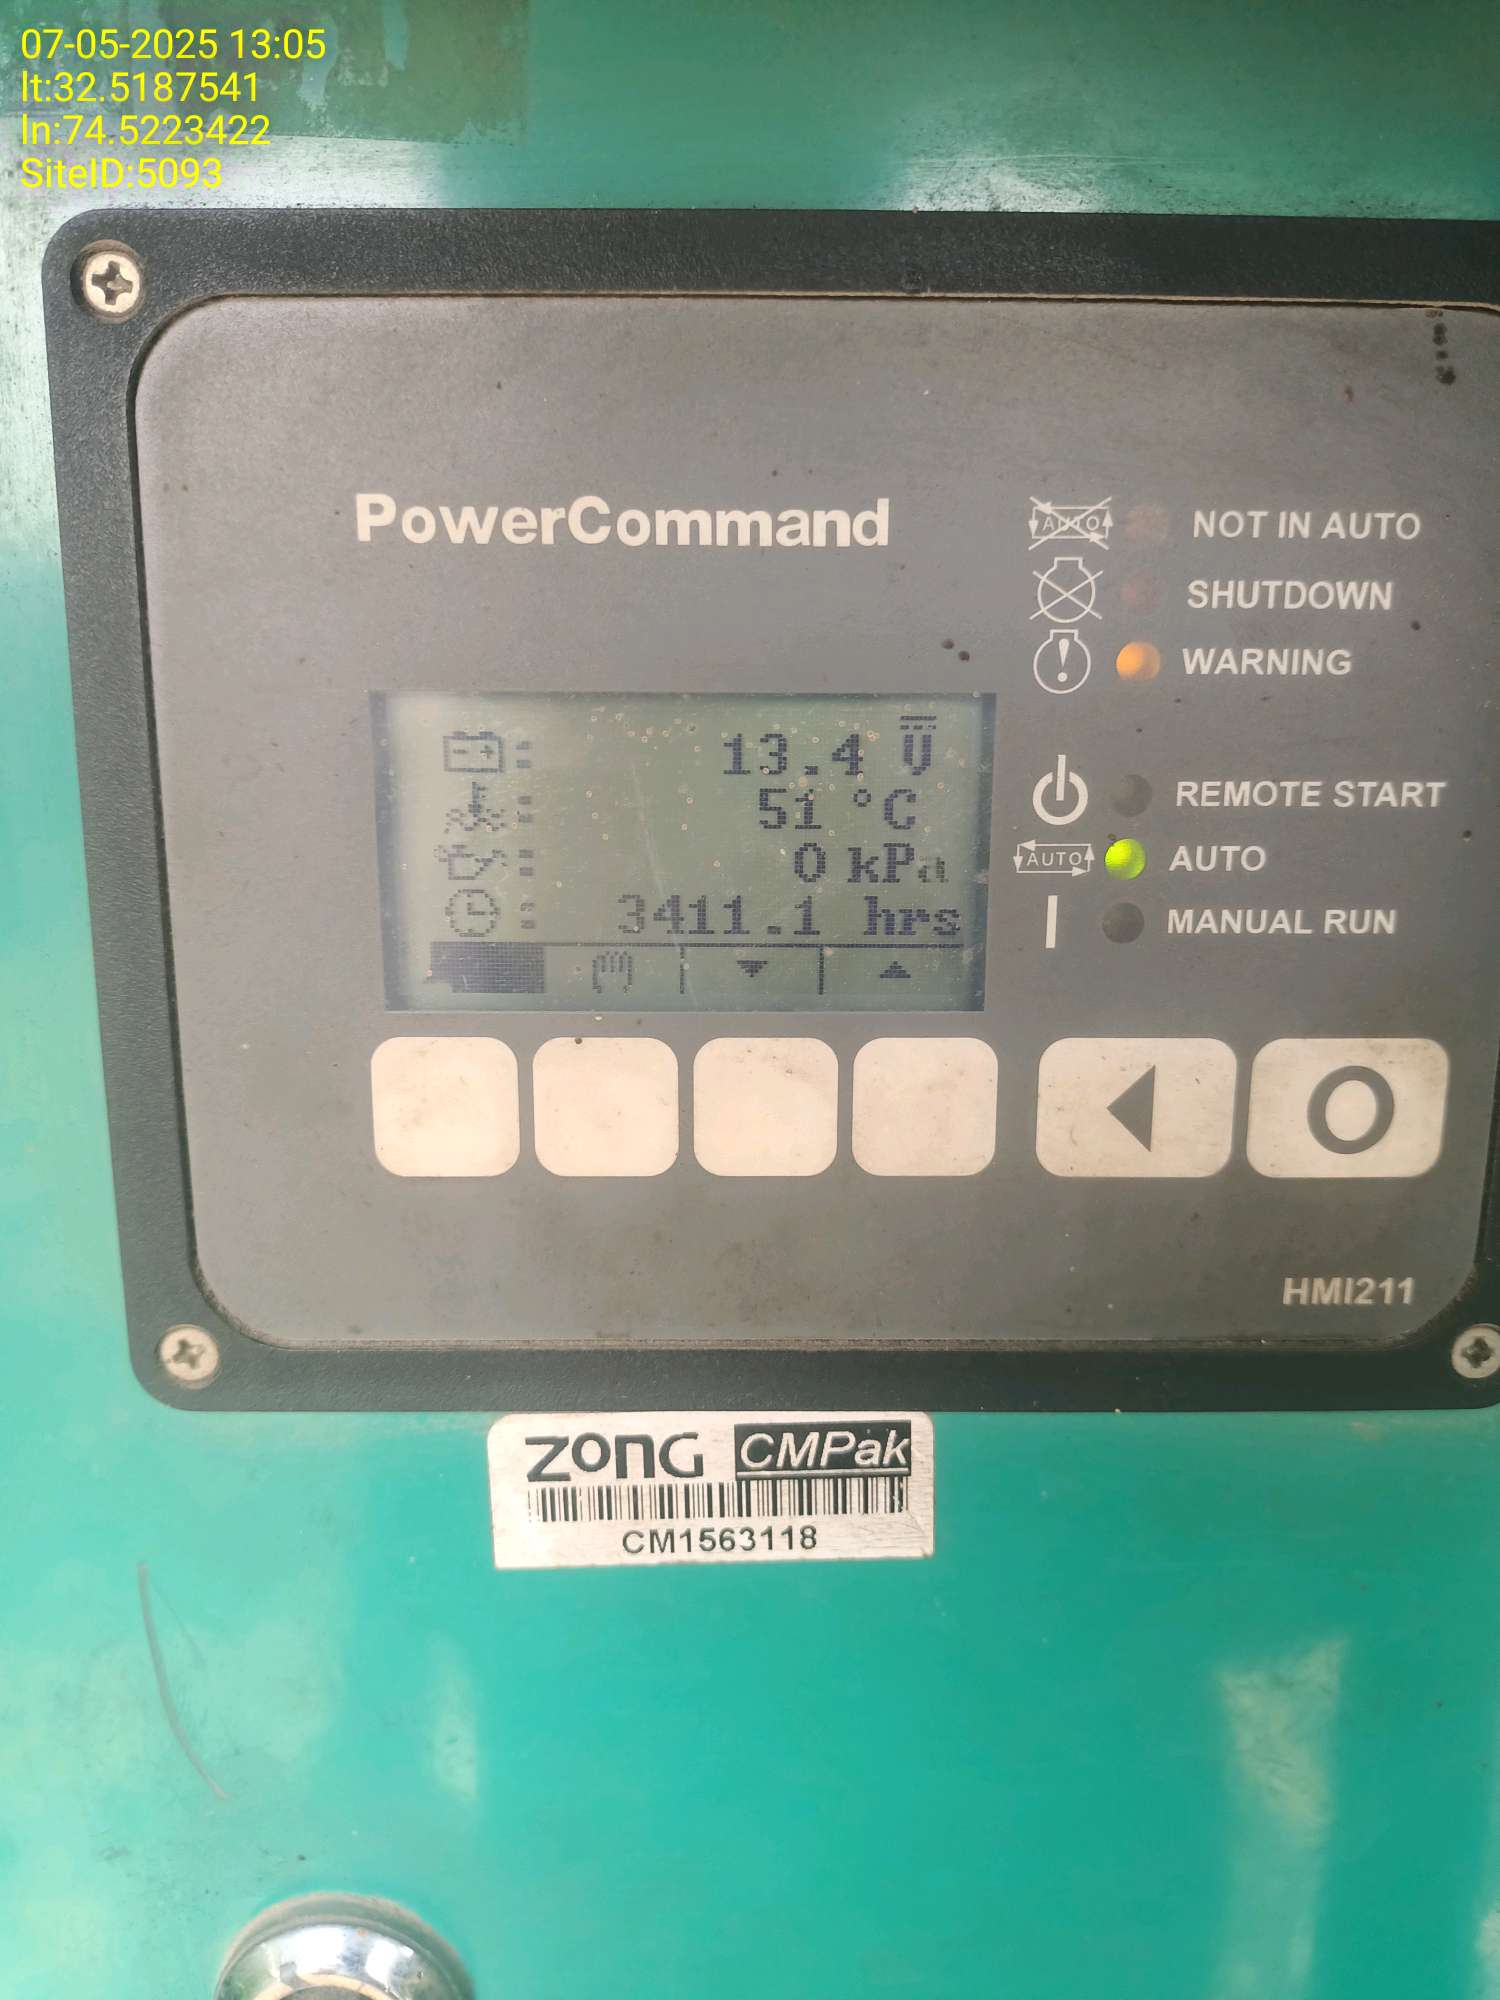 07-05-2025 13:05
lt:32.5187541
ln:74.5223422
SiteID:5093
PowerCommand
AUTO NOT IN AUTO
SHUTDOWN
! WARNING
13.4 V
51 °C
0 kPa
3411.1 hrs
REMOTE START
AUTO AUTO
MANUAL RUN
HMI211
ZONG CMPak
CM1563118